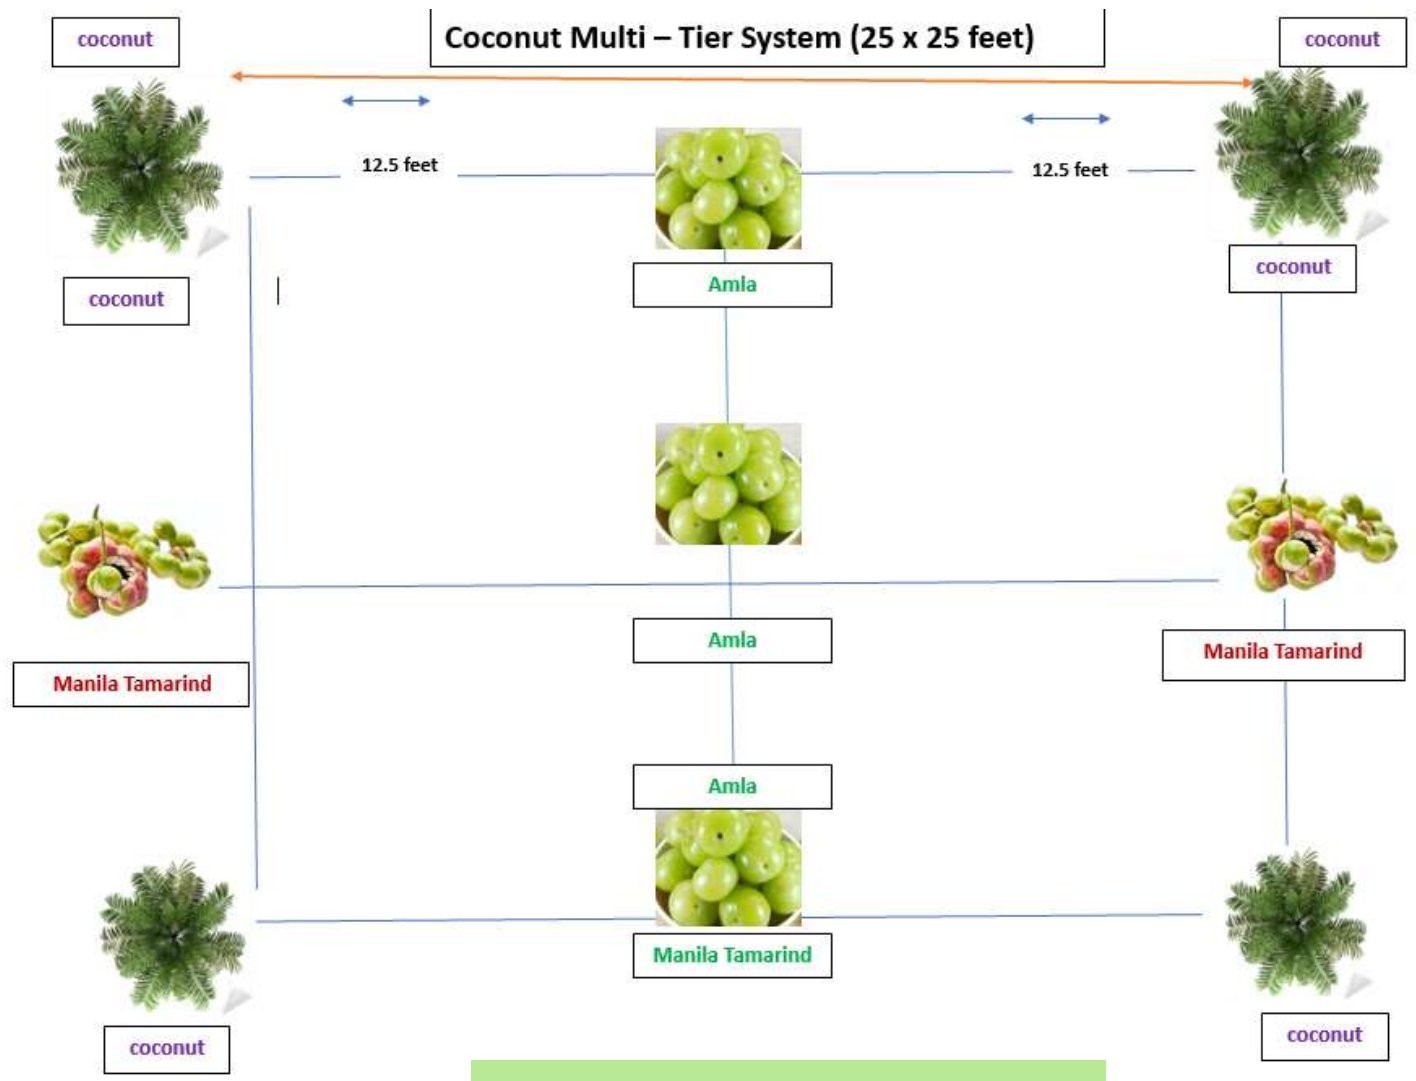 coconut
Coconut Multi – Tier System (25 x 25 feet)
coconut
12.5 feet
12.5 feet
coconut
Amla
coconut
Amla
Manila Tamarind
Manila Tamarind
Amla
Manila Tamarind
coconut
coconut